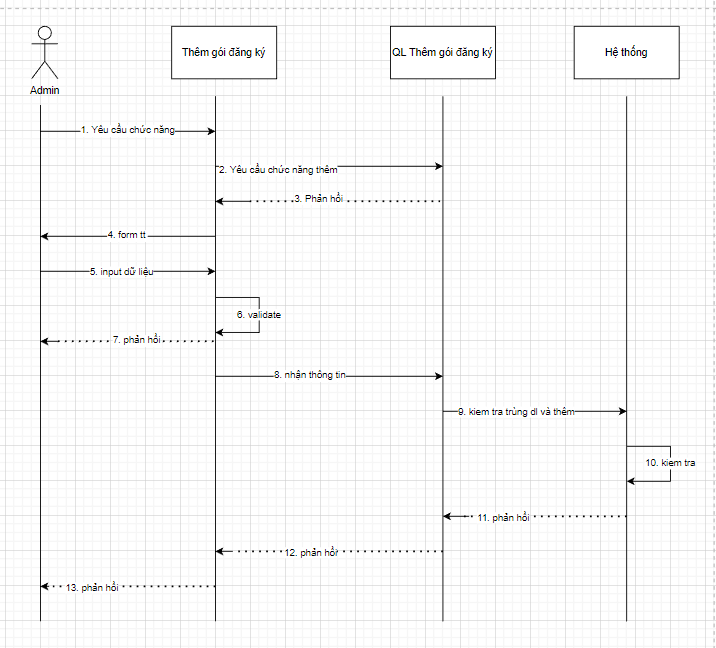 Thêm gói đăng ký
QL Thêm gói đăng ký
Hệ thống
Admin
1. Yêu cầu chức năng
2. Yêu cầu chức năng thêm
3. Phản hồi
4. form tt
5. input dữ liệu
6. validate
7. phản hồi
8. nhận thông tin
9. kiem tra trùng dl và thêm
10. kiem tra
11. phản hồi
12. phản hồi
13. phản hồi